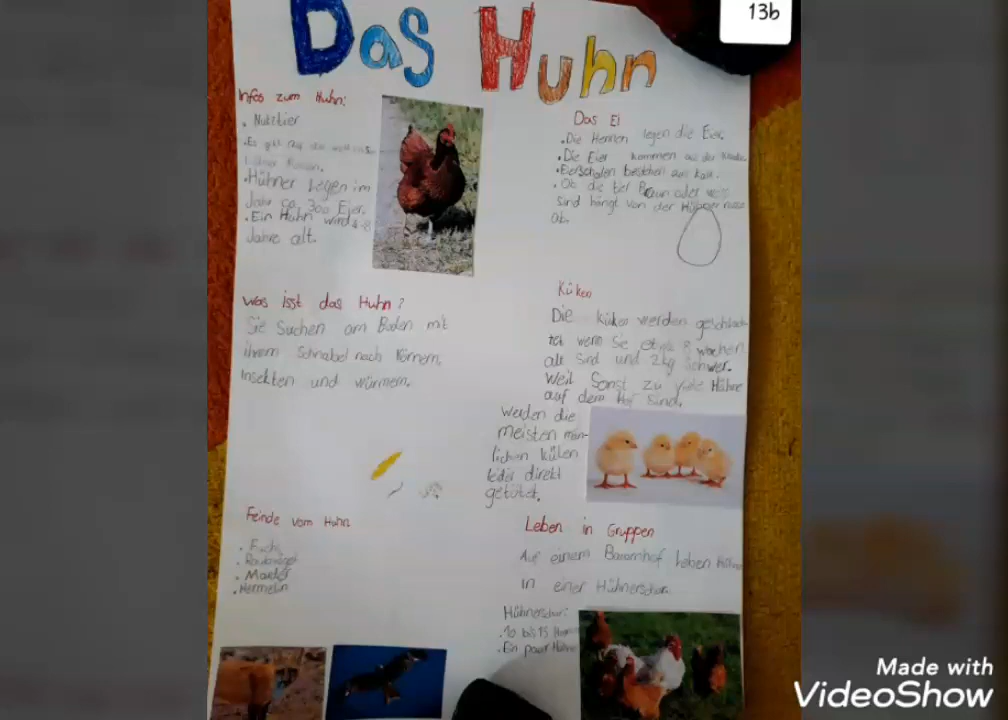 13b
Das Huhn
Infos zum Huhn:
. Nutztier
. Es gibt
Hühner Rassen.
. Hühner Legen im
Jahr ca. 300 Eier.
. Ein Huhn wird 4-8
Jahre alt.
Das Ei
. Die Hennen legen die Eier.
. Die Eier kommen aus der
. Eierschalen bestehen aus Kalk.
. Ob die Eier Braun oder weiß
sind hängt von der Hühner
ab.
Was isst das Huhn?
Sie Suchen am Boden mit
ihrem Schnabel nach Körnern,
Insekten und würmern.
Küken
Die küken werden geschlach
tet wenn Sie etwa 8 wochen
alt Sind und 2kg Schwer.
Weil Sonst zu viele Hähne
auf dem Hof sind,
werden die
meisten män-
lichen küken
leider direkt
getötet.
Feinde vom Huhn
. Fuchs
. Raubvögel
. Marder
. Hermelin
Leben in Gruppen
Auf einem Bauernhof Leben
in einer Hühnerschar.
Hühnerschar:
. 10 bis 15
. Ein paar Hähne
Made with
VideoShow